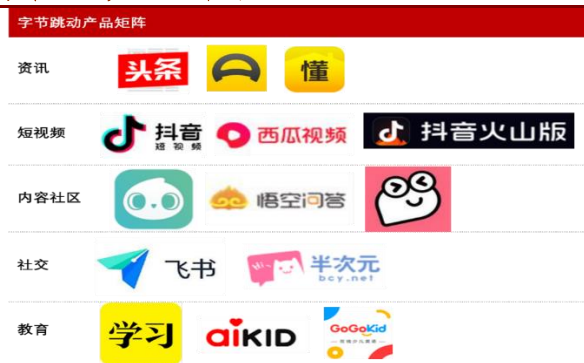 字节跳动产品矩阵
资讯
头条
懂
短视频
抖音
短视频
西瓜视频
抖音火山版
内容社区
悟空问答
社交
飞书
Hi~
半次元
bcy.net
教育
学习
aiKID
GoGoKid